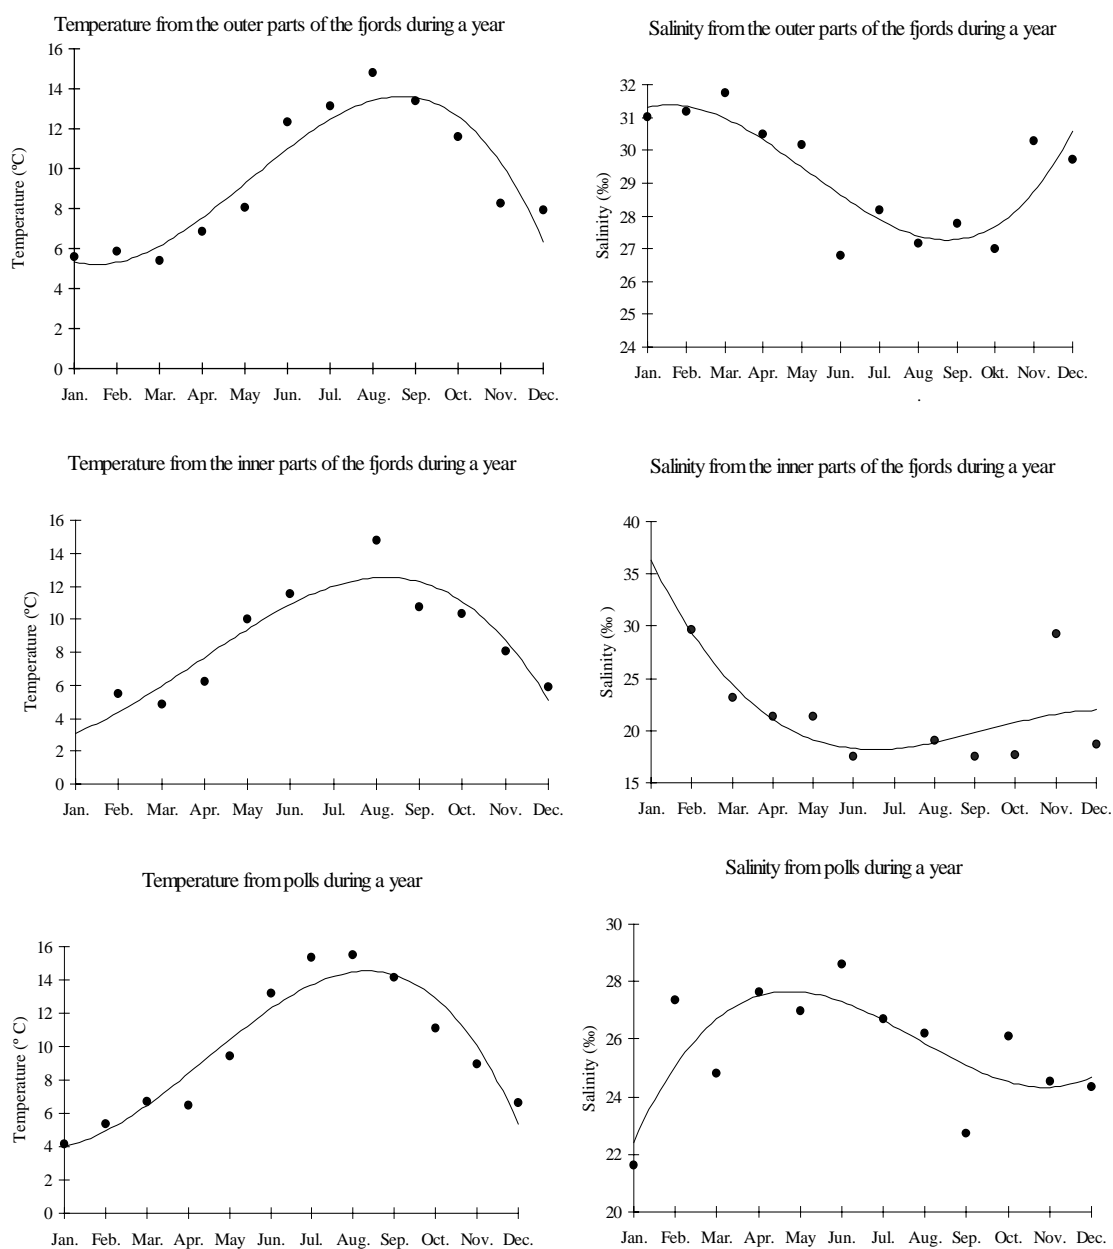 Temperature from the outer parts of the fjords during a year
16
14
12
10
8
6
4
2
0
Temperature (ºC)
Jan. Feb. Mar. Apr. May Jun. Jul. Aug. Sep. Oct. Nov. Dec.
Salinity from the outer parts of the fjords during a year
32
31
30
29
28
27
26
25
24
Salinity (‰)
Jan. Feb. Mar. Apr. May Jun. Jul. Aug Sep. Okt. Nov. Dec.
.
Temperature from the inner parts of the fjords during a year
16
14
12
10
8
6
4
2
0
Temperature (ºC)
Jan. Feb. Mar. Apr. May Jun. Jul. Aug. Sep. Oct. Nov. Dec.
Salinity from the inner parts of the fjords during a year
40
35
30
25
20
15
Salinity (‰ )
Jan. Feb. Mar. Apr. May Jun. Jul. Aug. Sep. Oct. Nov. Dec.
Temperature from polls during a year
16
14
12
10
8
6
4
2
0
Temperature (º C)
Jan. Feb. Mar. Apr. May Jun. Jul. Aug. Sep. Oct. Nov. Dec.
Salinity from polls during a year
30
28
26
24
22
20
Salinity (‰)
Jan. Feb. Mar. Apr. May Jun. Jul. Aug. Sep. Oct. Nov. Dec.